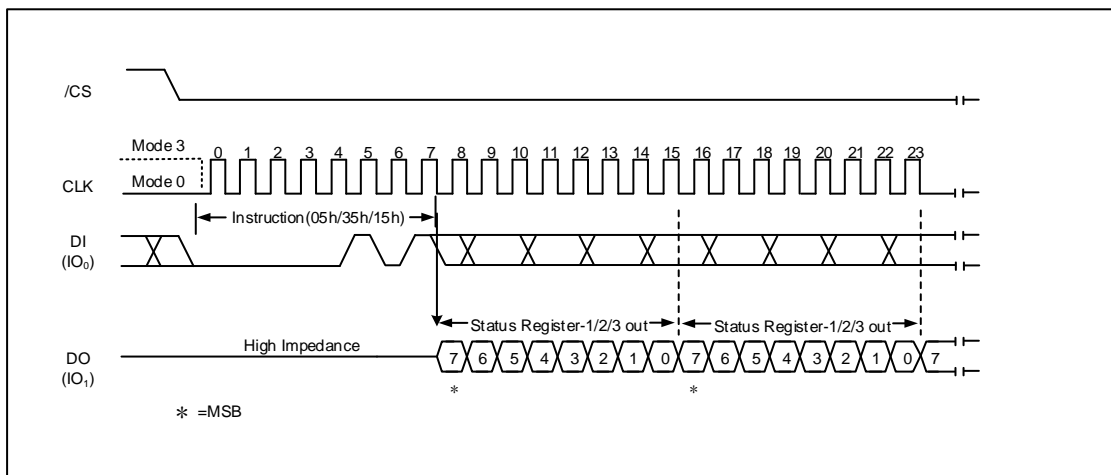 /CS
Mode 3
0 1 2 3 4 5 6 7 8 9 10 11 12 13 14 15 16 17 18 19 20 21 22 23
CLK
Mode 0
Instruction(05h/35h/15h)
DI
(IO₀)
Status Register-1/2/3 out
Status Register-1/2/3 out
High Impedance
DO
7 6 5 4 3 2 1 0 7 6 5 4 3 2 1 0 7
(IO₁)
* *
* =MSB